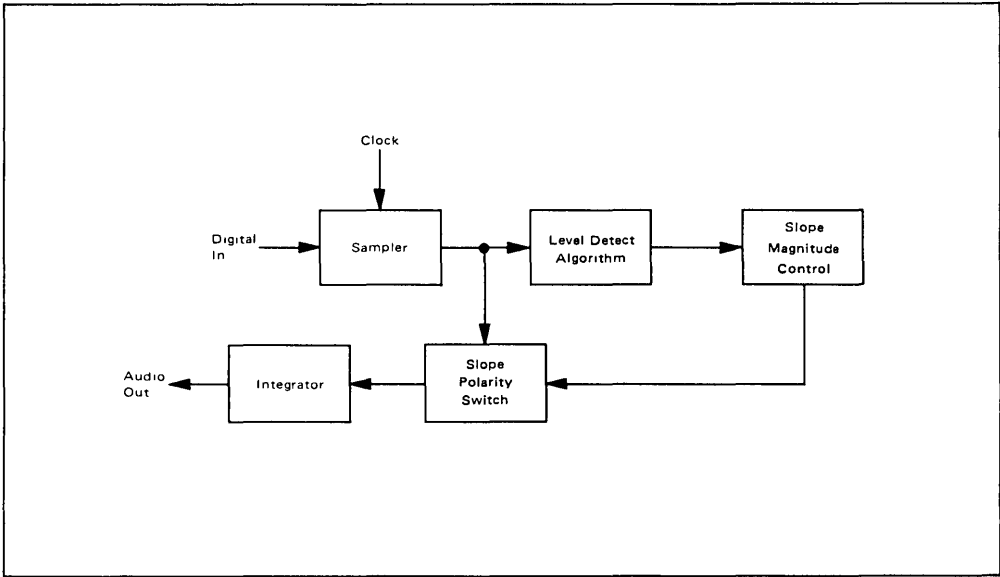 Clock
Digital
In
Sampler
Level Detect
Algorithm
Slope
Magnitude
Control
Audio
Out
Integrator
Slope
Polarity
Switch